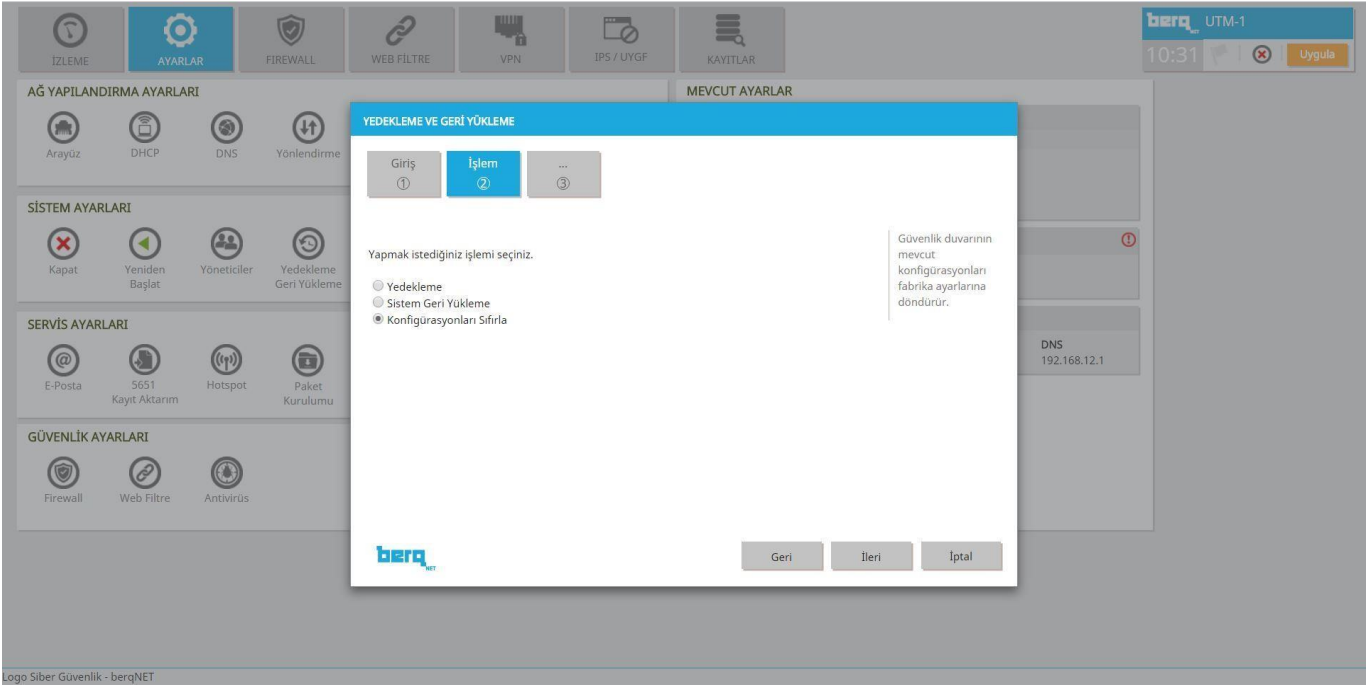 İZLEME
AYARLAR
FIREWALL
WEB FİLTRE
VPN
IPS / UYGF
KAYITLAR
berq NET UTM-1
10:31
Uygula
AĞ YAPILANDIRMA AYARLARI
Arayüz
DHCP
DNS
Yönlendirme
SİSTEM AYARLARI
Kapat
Yeniden
Başlat
Yöneticiler
Yedekleme
Geri Yükleme
SERVİS AYARLARI
E-Posta
5651
Kayıt Aktarım
Hotspot
Paket
Kurulumu
GÜVENLİK AYARLARI
Firewall
Web Filtre
Antivirüs
MEVCUT AYARLAR
DNS
192.168.12.1
YEDEKLEME VE GERİ YÜKLEME
Giriş
①
İşlem
②
...
③
Yapmak istediğiniz işlemi seçiniz.
Yedekleme
Sistem Geri Yükleme
Konfigürasyonları Sıfırla
Güvenlik duvarının
mevcut
konfigürasyonları
fabrika ayarlarına
döndürür.
berq NET
Geri
İleri
İptal
Logo Siber Güvenlik - berqNET